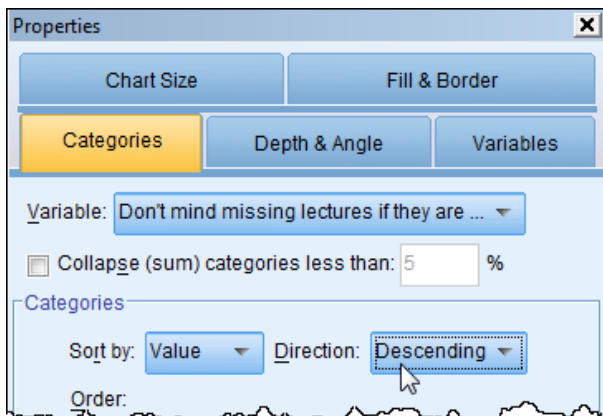 Properties
Chart Size Fill & Border
Categories Depth & Angle Variables
Variable: Don't mind missing lectures if they are ...
Collapse (sum) categories less than: 5 %
Categories
Sort by: Value Direction: Descending
Order: